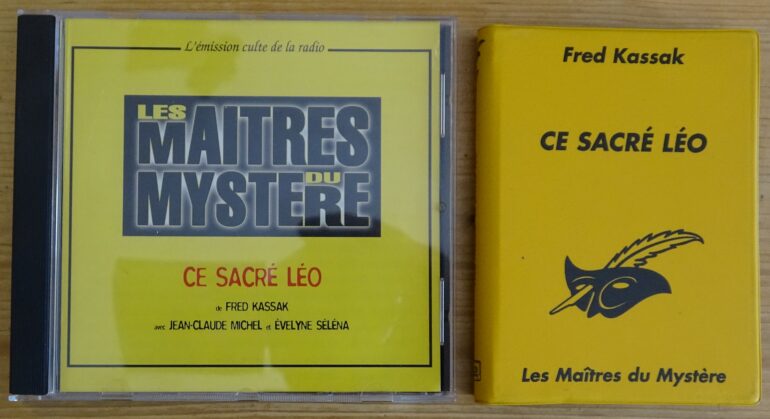 L'émission culte de la radio
LES
MAITRES
DU
MYSTERE
CE SACRÉ LÉO
de FRED KASSAK
avec JEAN-CLAUDE MICHEL et ÉVELYNE SÉLÉNA
Fred Kassak
CE SACRÉ LÉO
Les Maîtres du Mystère